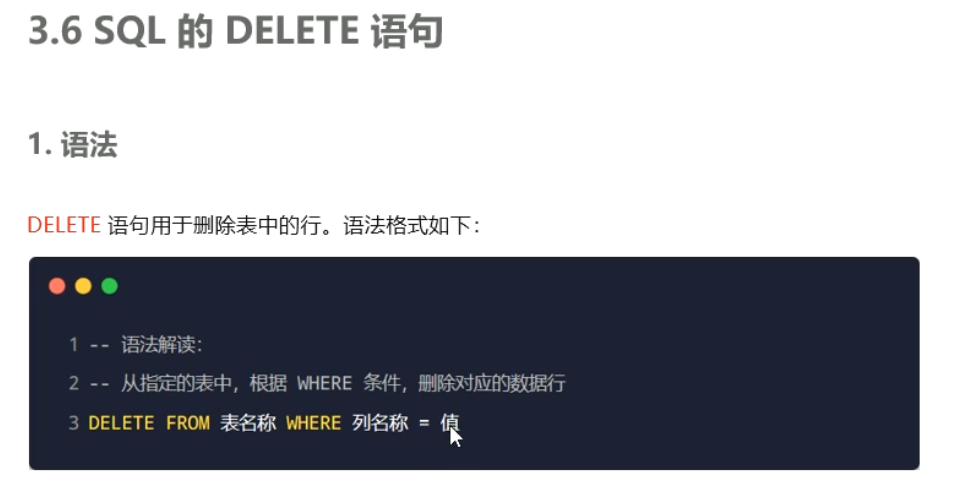 3.6 SQL 的 DELETE 语句
1. 语法
DELETE 语句用于删除表中的行。语法格式如下：
1 -- 语法解读：
2 -- 从指定的表中，根据 WHERE 条件，删除对应的数据行
3 DELETE FROM 表名称 WHERE 列名称 = 值